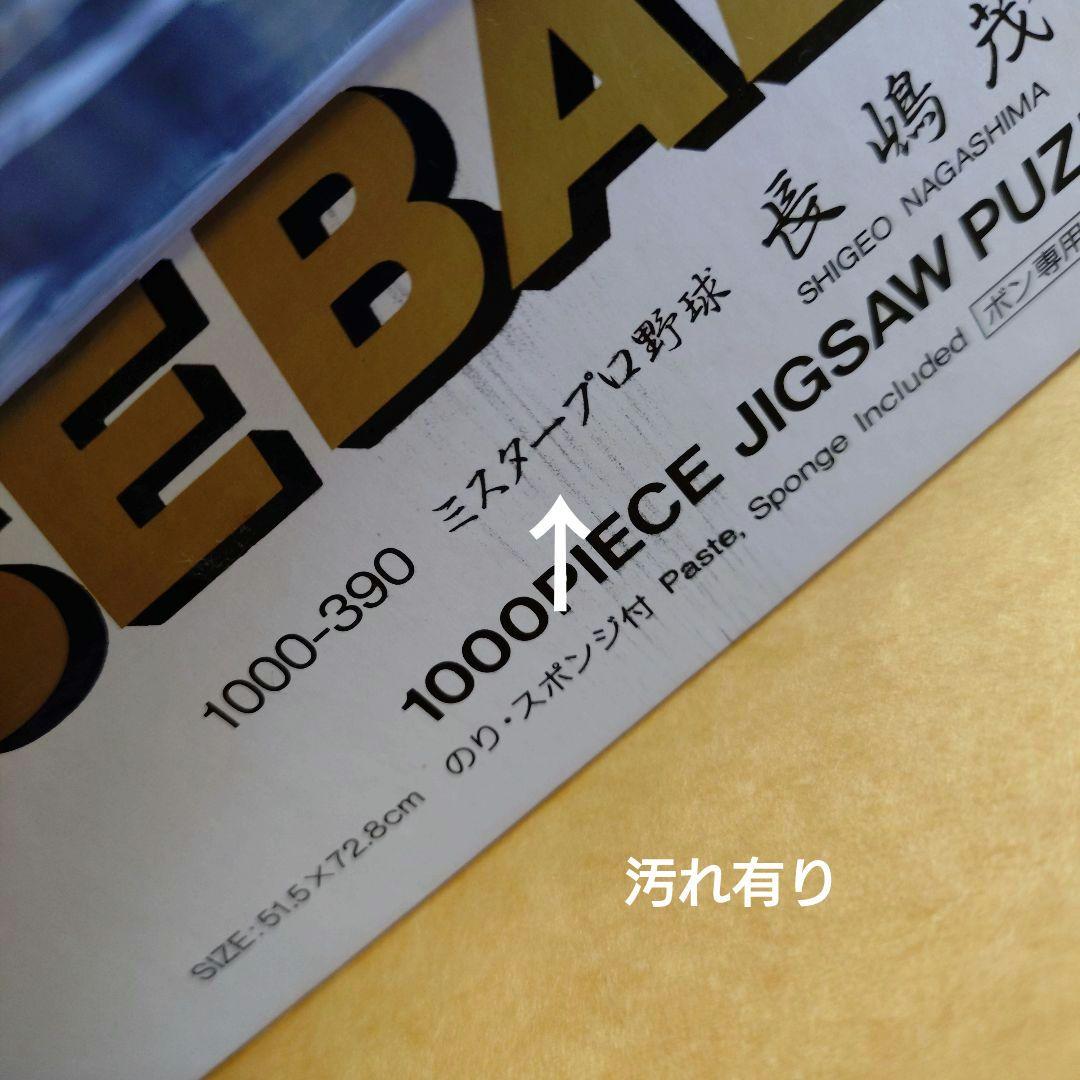 EBA
長嶋茂
SHIGEO NAGASHIMA
ミスタープロ野球
1000-390
1000PIECE JIGSAW PUZ
のり・スポンジ付 Paste, Sponge Included ボン専用
SIZE:51.5×72.8cm
汚れ有り